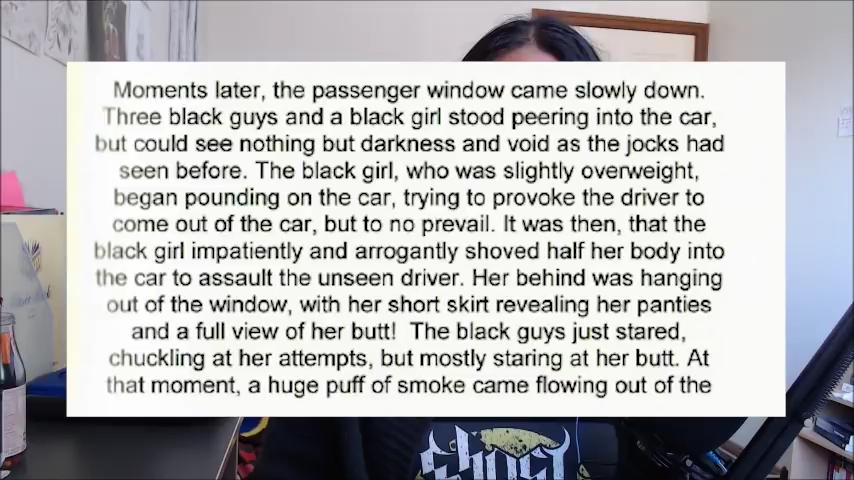 Moments later, the passenger window came slowly down.
Three black guys and a black girl stood peering into the car,
but could see nothing but darkness and void as the jocks had
seen before. The black girl, who was slightly overweight,
began pounding on the car, trying to provoke the driver to
come out of the car, but to no prevail. It was then, that the
black girl impatiently and arrogantly shoved half her body into
the car to assault the unseen driver. Her behind was hanging
out of the window, with her short skirt revealing her panties
and a full view of her butt!  The black guys just stared,
chuckling at her attempts, but mostly staring at her butt. At
that moment, a huge puff of smoke came flowing out of the
GHOST